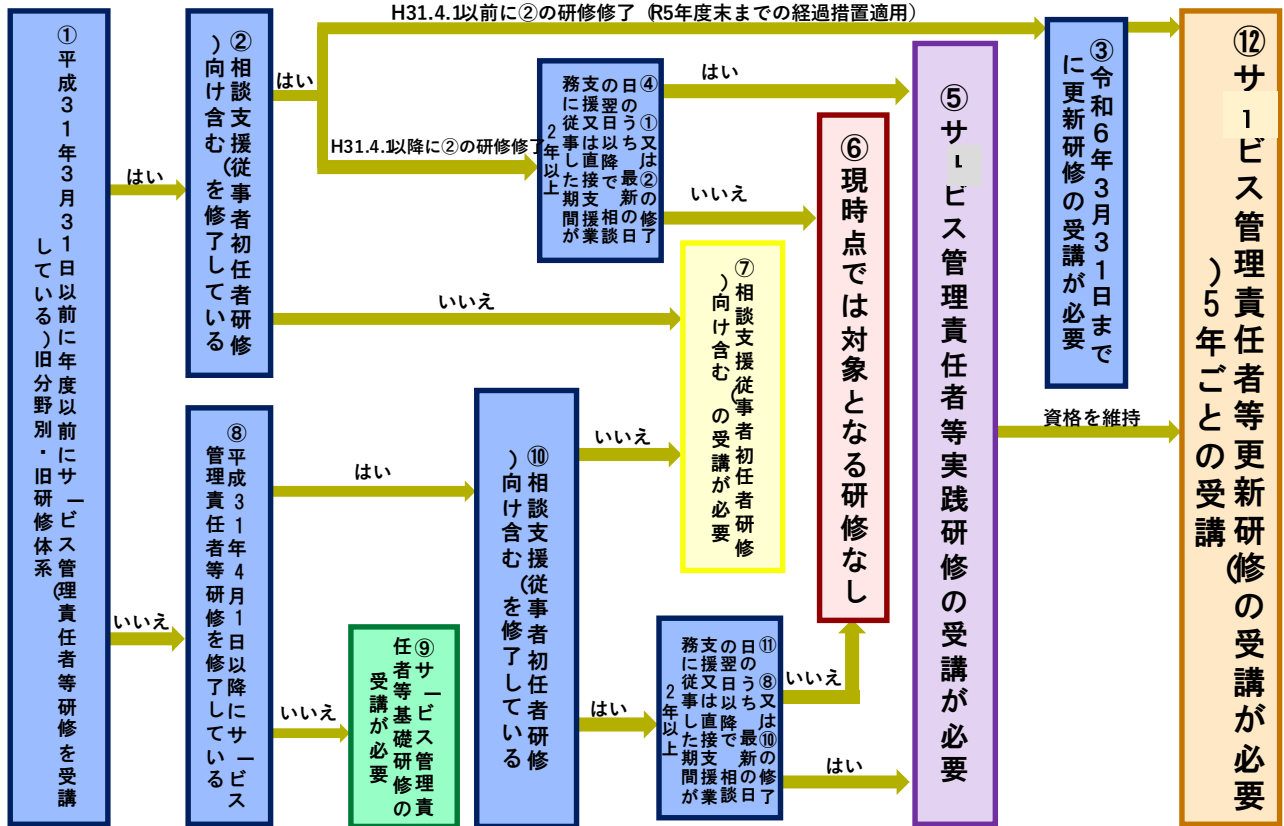 H31.4.1以前に②の研修修了（R5年度末までの経過措置適用）
①平成31年3月31日以前に年度以前にサービス管(理責任者等研修を受講
している)旧分野別・旧研修体系
はい
いいえ
②相談支援(従事者初任者研修
)向け含む を修了している
はい
H31.4.1以降に②の研修修了
いいえ
④ ①又は②の修了
日のうち 最新の日
の翌日以降で 相談
支援又は直接支援業
務に従事した期間が
2年以上
はい
いいえ
③令和6年3月31日まで
に更新研修の受講が必要
⑤サービス管理責任者等実践研修の受講が必要
⑥現時点では対象となる研修なし
⑦相談支援従事者初任者研修
)向け含む( の受講が必要
⑧平成31年4月1日以降にサービス
管理責任者等研修を修了している
はい
いいえ
⑨サービス管理責
任者等基礎研修の
受講が必要
⑩相談支援(従事者初任者研修
)向け含む を修了している
いいえ
はい
⑪ ⑧又は⑩の修了
日のうち 最新の日
の翌日以降で 相談
支援又は直接支援業
務に従事した期間が
2年以上
いいえ
はい
資格を維持
⑫サービス管理責任者等更新研(修の受講が必要
)5年ごとの受講